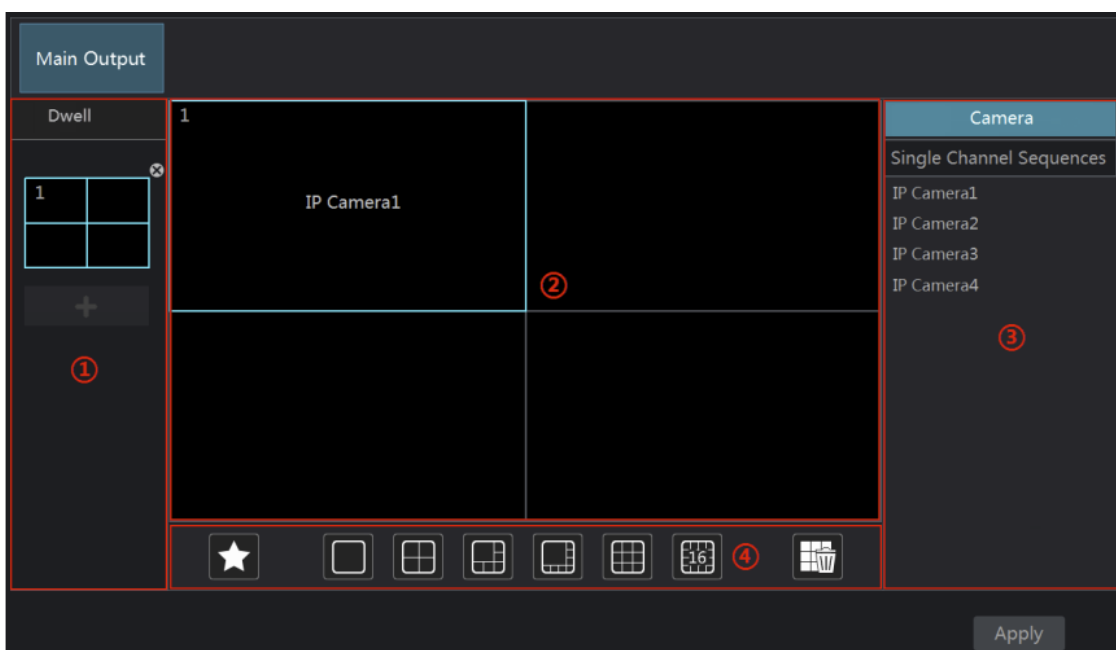 Main Output
Dwell
1
Camera
Single Channel Sequences
1
IP Camera1
IP Camera1
IP Camera2
IP Camera3
②
IP Camera4
③
①
16
④
Apply